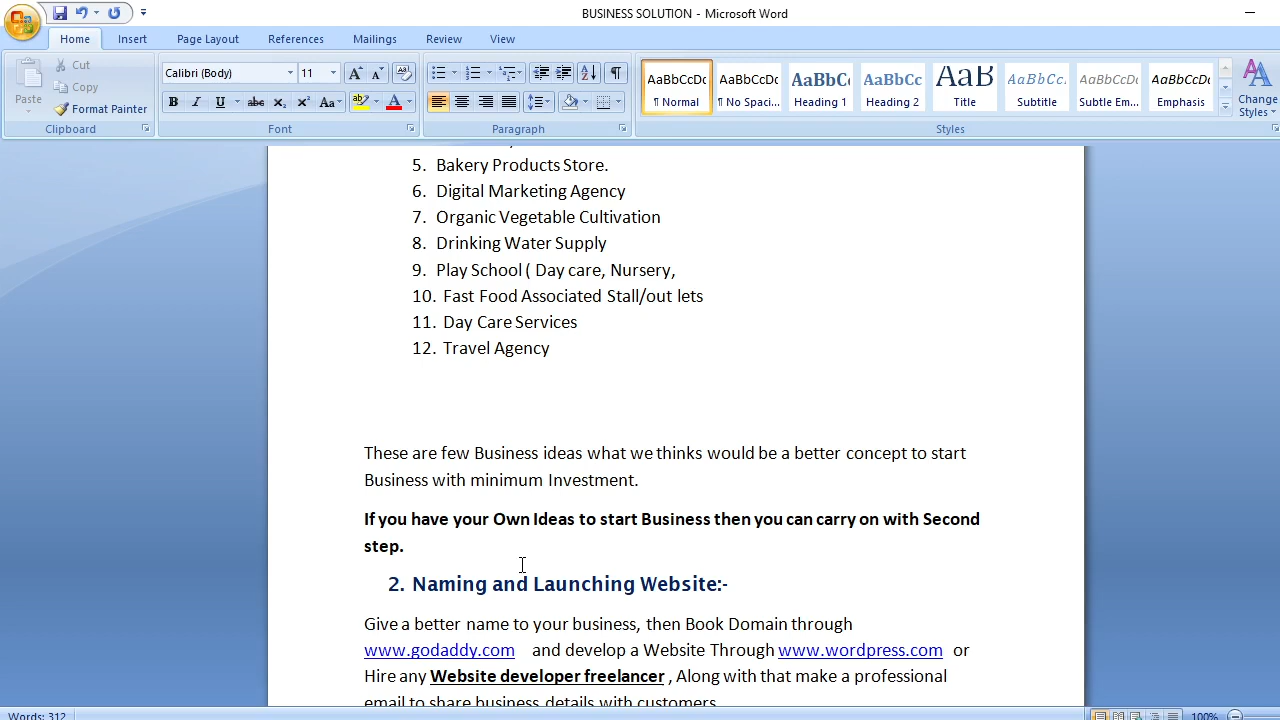 BUSINESS SOLUTION - Microsoft Word
Home Insert Page Layout References Mailings Review View
Paste
Cut
Copy
Format Painter
Clipboard
Calibri (Body) 11
Font
Paragraph
AaBbCcDc AaBbCcDc AaBbC AaBbCc AaB AaBbCc. AaBbCcDc AaBbCcDc
¶ Normal ¶ No Spaci... Heading 1 Heading 2 Title Subtitle Subtle Em... Emphasis
Change Styles
Styles
5. Bakery Products Store.
6. Digital Marketing Agency
7. Organic Vegetable Cultivation
8. Drinking Water Supply
9. Play School ( Day care, Nursery,
10. Fast Food Associated Stall/out lets
11. Day Care Services
12. Travel Agency
These are few Business ideas what we thinks would be a better concept to start
Business with minimum Investment.
If you have your Own Ideas to start Business then you can carry on with Second
step.
2. Naming and Launching Website:-
Give a better name to your business, then Book Domain through
www.godaddy.com and develop a Website Through www.wordpress.com or
Hire any Website developer freelancer , Along with that make a professional
email to share business details with customers
Words: 312
100%